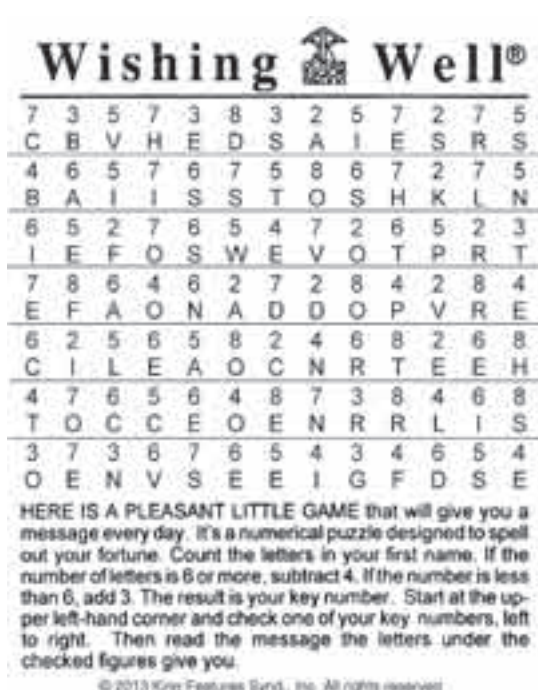 Wishing Well®
7 3 5 7 3 8 3 2 5 7 2 7 5
C B V H E D S A I E S R S
4 6 5 7 6 7 5 8 6 7 2 7 5
B A I I S S T O S H K L N
6 5 2 7 6 5 4 7 2 6 5 2 3
I E F O S W E V O T P R T
7 8 6 4 6 2 7 2 8 4 2 8 4
E F A O N A D D O P V R E
6 2 5 6 5 8 2 4 6 8 2 6 8
C I L E A O C N R T E E H
4 7 6 5 6 4 8 7 3 8 4 6 8
T O C C E O E N R R L I S
3 7 3 6 7 6 5 4 3 4 6 5 4
O E N V S E E I G F D S E
HERE IS A PLEASANT LITTLE GAME that will give you a
message every day. It's a numerical puzzle designed to spell
out your fortune. Count the letters in your first name. If the
number of letters is 6 or more, subtract 4. If the number is less
than 6, add 3. The result is your key number. Start at the up-
per left-hand corner and check one of your key numbers, left
to right. Then read the message the letters under the
checked figures give you.
© 2013 King Features Synd., Inc. All rights reserved.